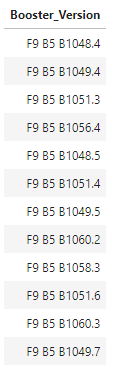 Booster_Version
F9 B5 B1048.4
F9 B5 B1049.4
F9 B5 B1051.3
F9 B5 B1056.4
F9 B5 B1048.5
F9 B5 B1051.4
F9 B5 B1049.5
F9 B5 B1060.2
F9 B5 B1058.3
F9 B5 B1051.6
F9 B5 B1060.3
F9 B5 B1049.7